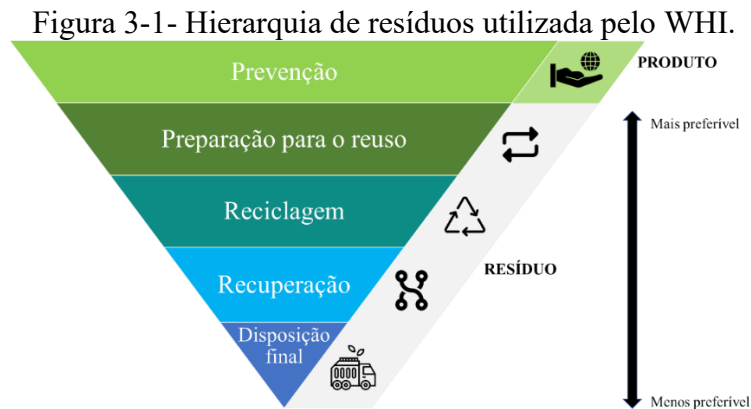 Figura 3-1- Hierarquia de resíduos utilizada pelo WHI.
Prevenção
PRODUTO
Mais preferível
Preparação para o reuso
Reciclagem
RESÍDUO
Recuperação
Disposição
final
Menos preferível